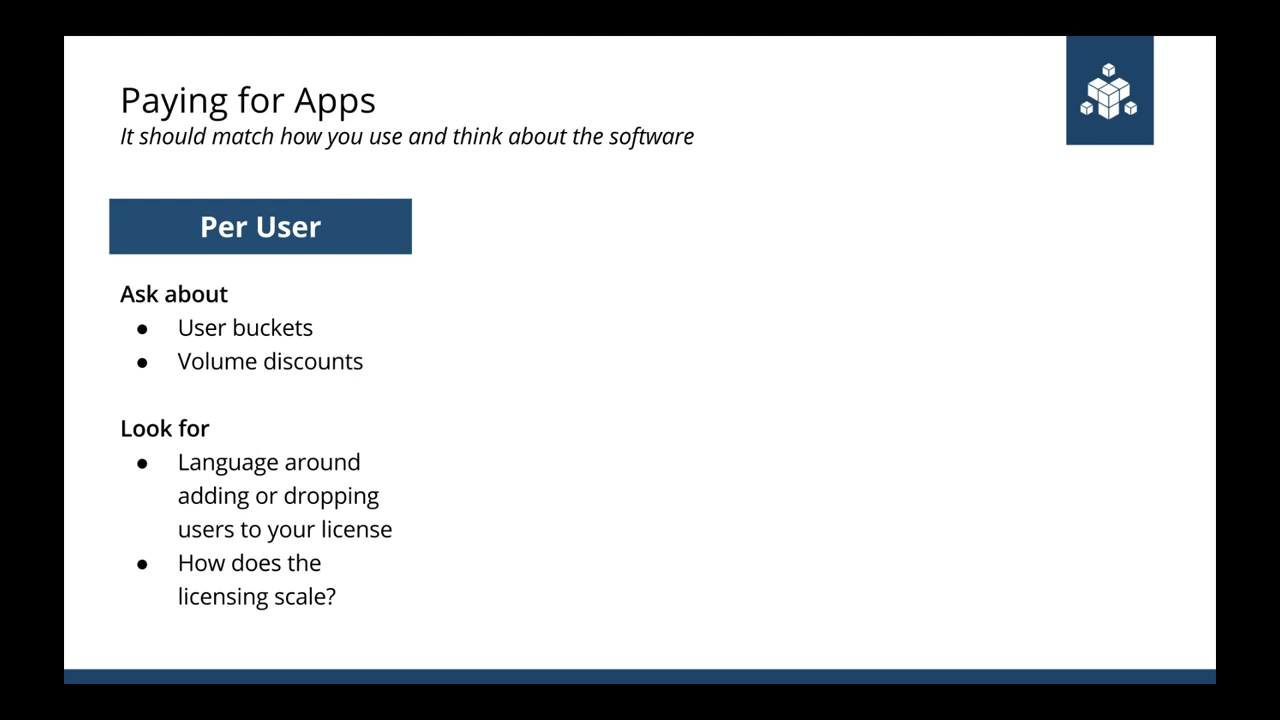 Paying for Apps
It should match how you use and think about the software
Per User
Ask about
● User buckets
● Volume discounts
Look for
● Language around
adding or dropping
users to your license
● How does the
licensing scale?